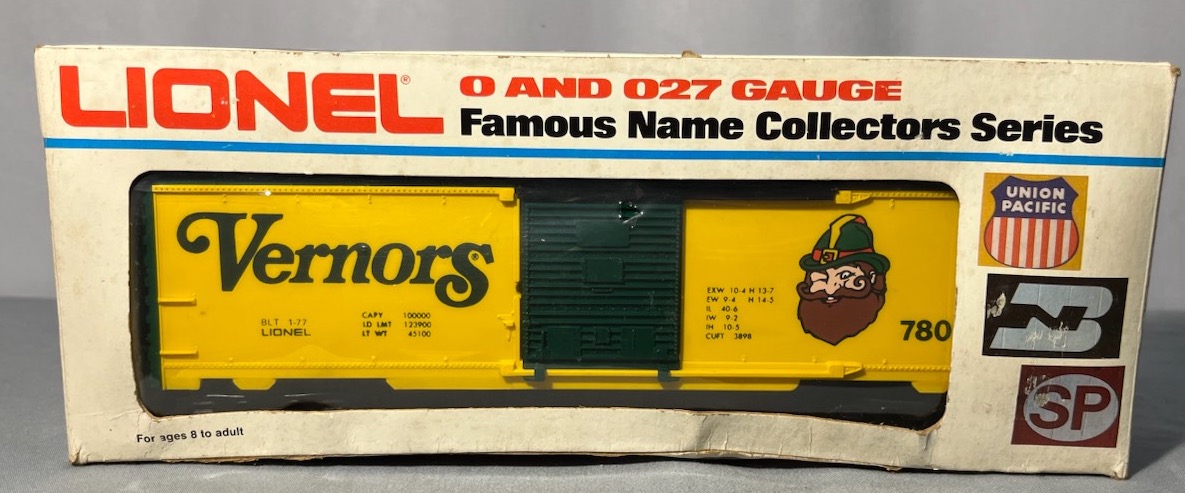 LIONEL®
O AND O27 GAUGE
Famous Name Collectors Series
UNION
PACIFIC
Vernors®
BLT 1-77
LIONEL
CAPY 100000
LD LMT 123900
LT WT 45100
EXW 10-4 H 13-7
EW 9-4 H 14-5
IL 40-6
IW 9-2
IH 10-5
CUFT 3898
780
BN
SP
For ages 8 to adult